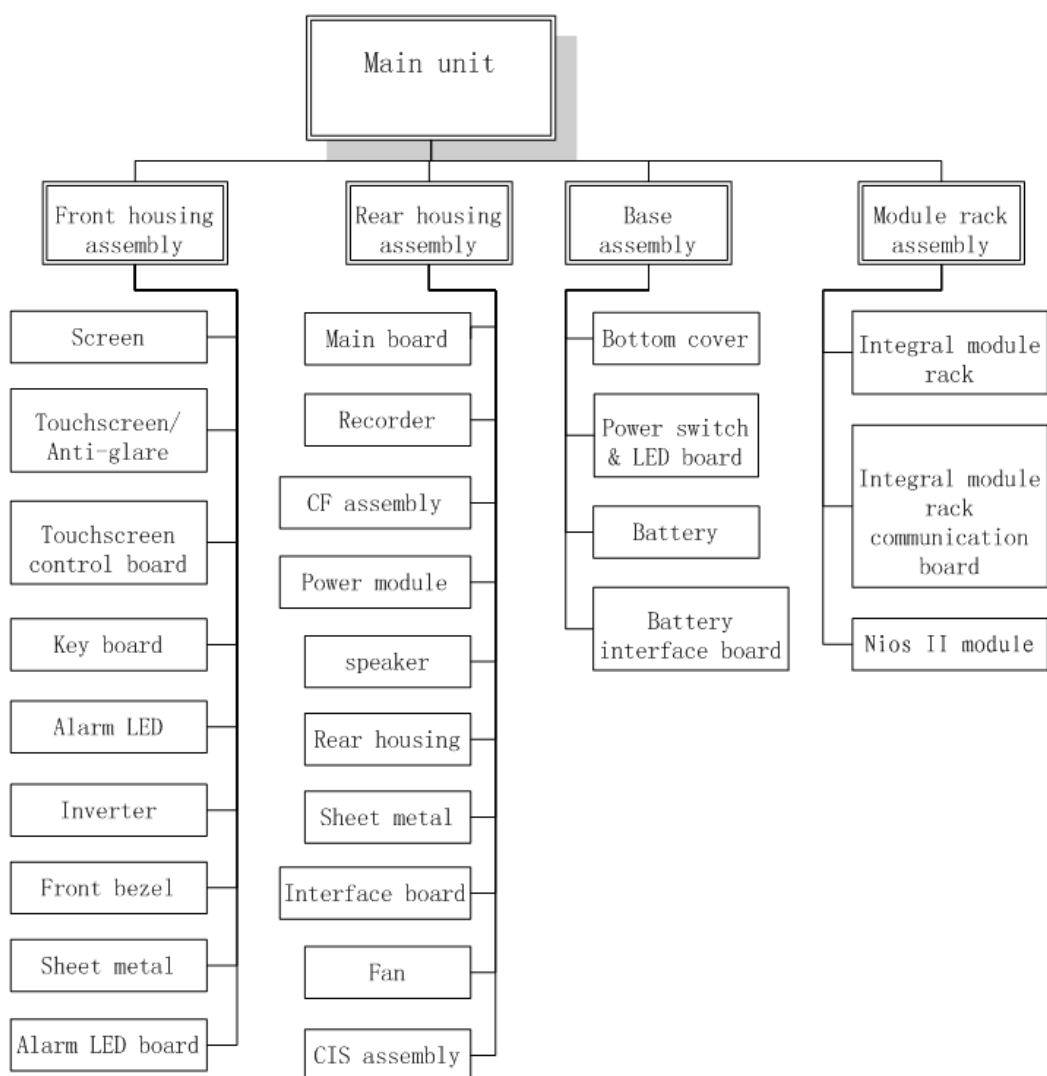 Main unit
Front housing
assembly
Rear housing
assembly
Base
assembly
Module rack
assembly
Screen
Touchscreen/
Anti-glare
Touchscreen
control board
Key board
Alarm LED
Inverter
Front bezel
Sheet metal
Alarm LED board
Main board
Recorder
CF assembly
Power module
speaker
Rear housing
Sheet metal
Interface board
Fan
CIS assembly
Bottom cover
Power switch
& LED board
Battery
Battery
interface board
Integral module
rack
Integral module
rack
communication
board
Nios II module